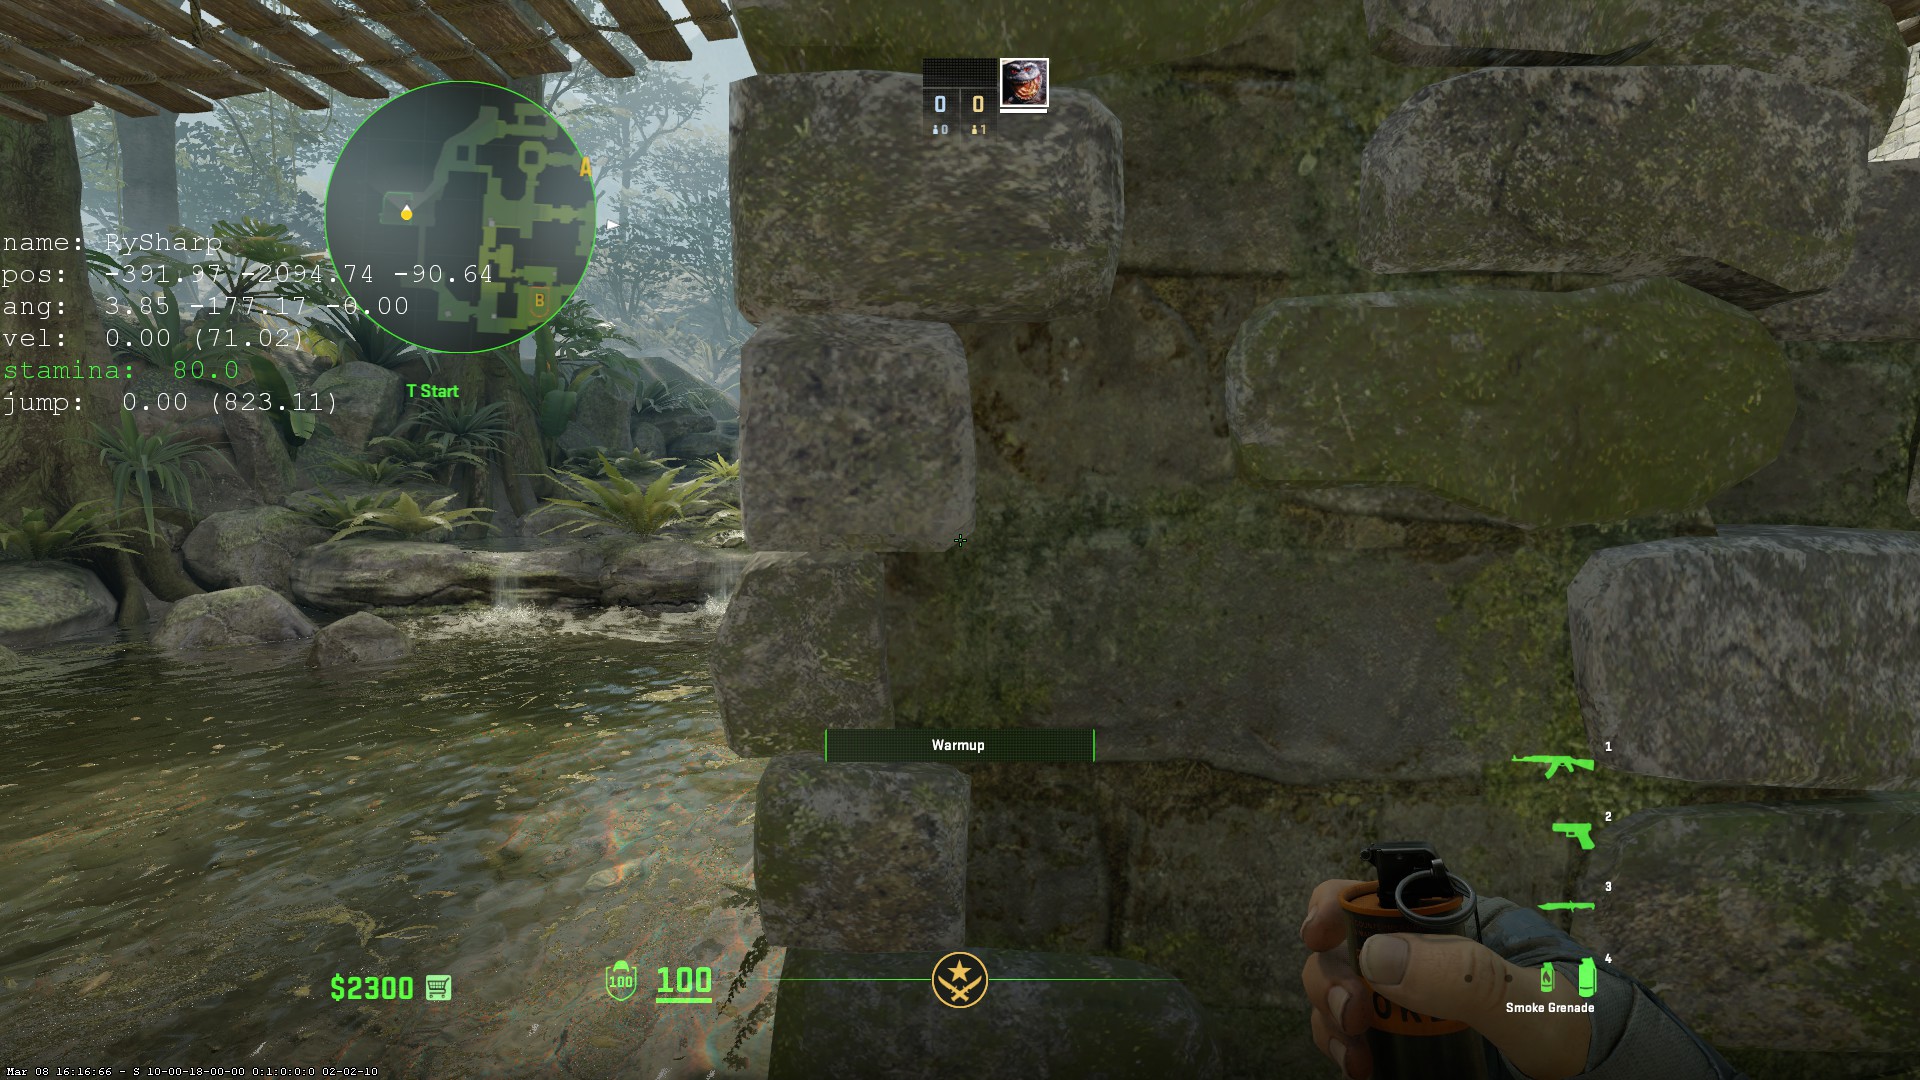 0 0
0 1
A
name: RySharp
pos: -391.97 -2094.74 -90.64
ang: 3.85 -177.17 -0.00
B
vel: 0.00 (71.02)
stamina: 80.0
T Start
jump: 0.00 (823.11)
Warmup
1
2
3
4
$2300
100
100
Smoke Grenade
Mar 08 16:16:66 - S 10-00-18-00-00 0:1:0:0:0 02-02-10